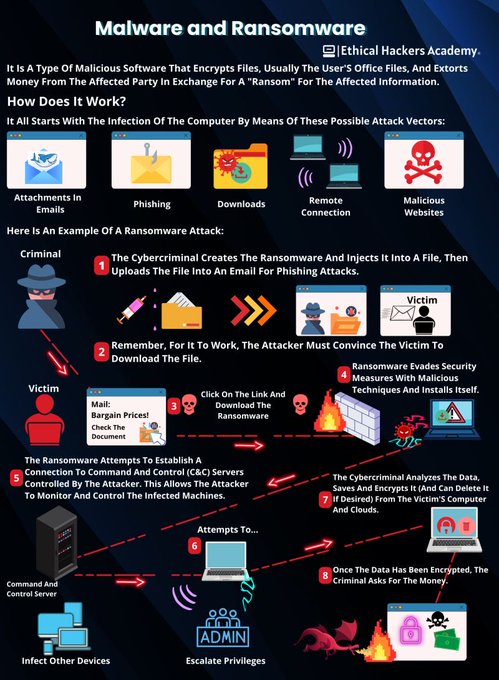 Malware and Ransomware
Ethical Hackers Academy
It Is A Type Of Malicious Software That Encrypts Files, Usually The User'S Office Files, And Extorts
Money From The Affected Party In Exchange For A "Ransom" For The Affected Information.
How Does It Work?
It All Starts With The Infection Of The Computer By Means Of These Possible Attack Vectors:
Attachments In
Emails
Phishing
Downloads
Remote
Connection
Malicious
Websites
Here Is An Example Of A Ransomware Attack:
Criminal
1
The Cybercriminal Creates The Ransomware And Injects It Into A File, Then
Uploads The File Into An Email For Phishing Attacks.
Victim
2
Remember, For It To Work, The Attacker Must Convince The Victim To
Download The File.
Victim
Mail:
Bargain Prices!
Check The
Document
3
Click On The Link And
Download The
Ransomware
4
Ransomware Evades Security
Measures With Malicious
Techniques And Installs Itself.
5
The Ransomware Attempts To Establish A
Connection To Command And Control (C&C) Servers
Controlled By The Attacker. This Allows The Attacker
To Monitor And Control The Infected Machines.
Command And
Control Server
6
Attempts To...
Infect Other Devices
ADMIN
Escalate Privileges
7
The Cybercriminal Analyzes The Data,
Saves And Encrypts It (And Can Delete It
If Desired) From The Victim's Computer
And Clouds.
8
Once The Data Has Been Encrypted, The
Criminal Asks For The Money.